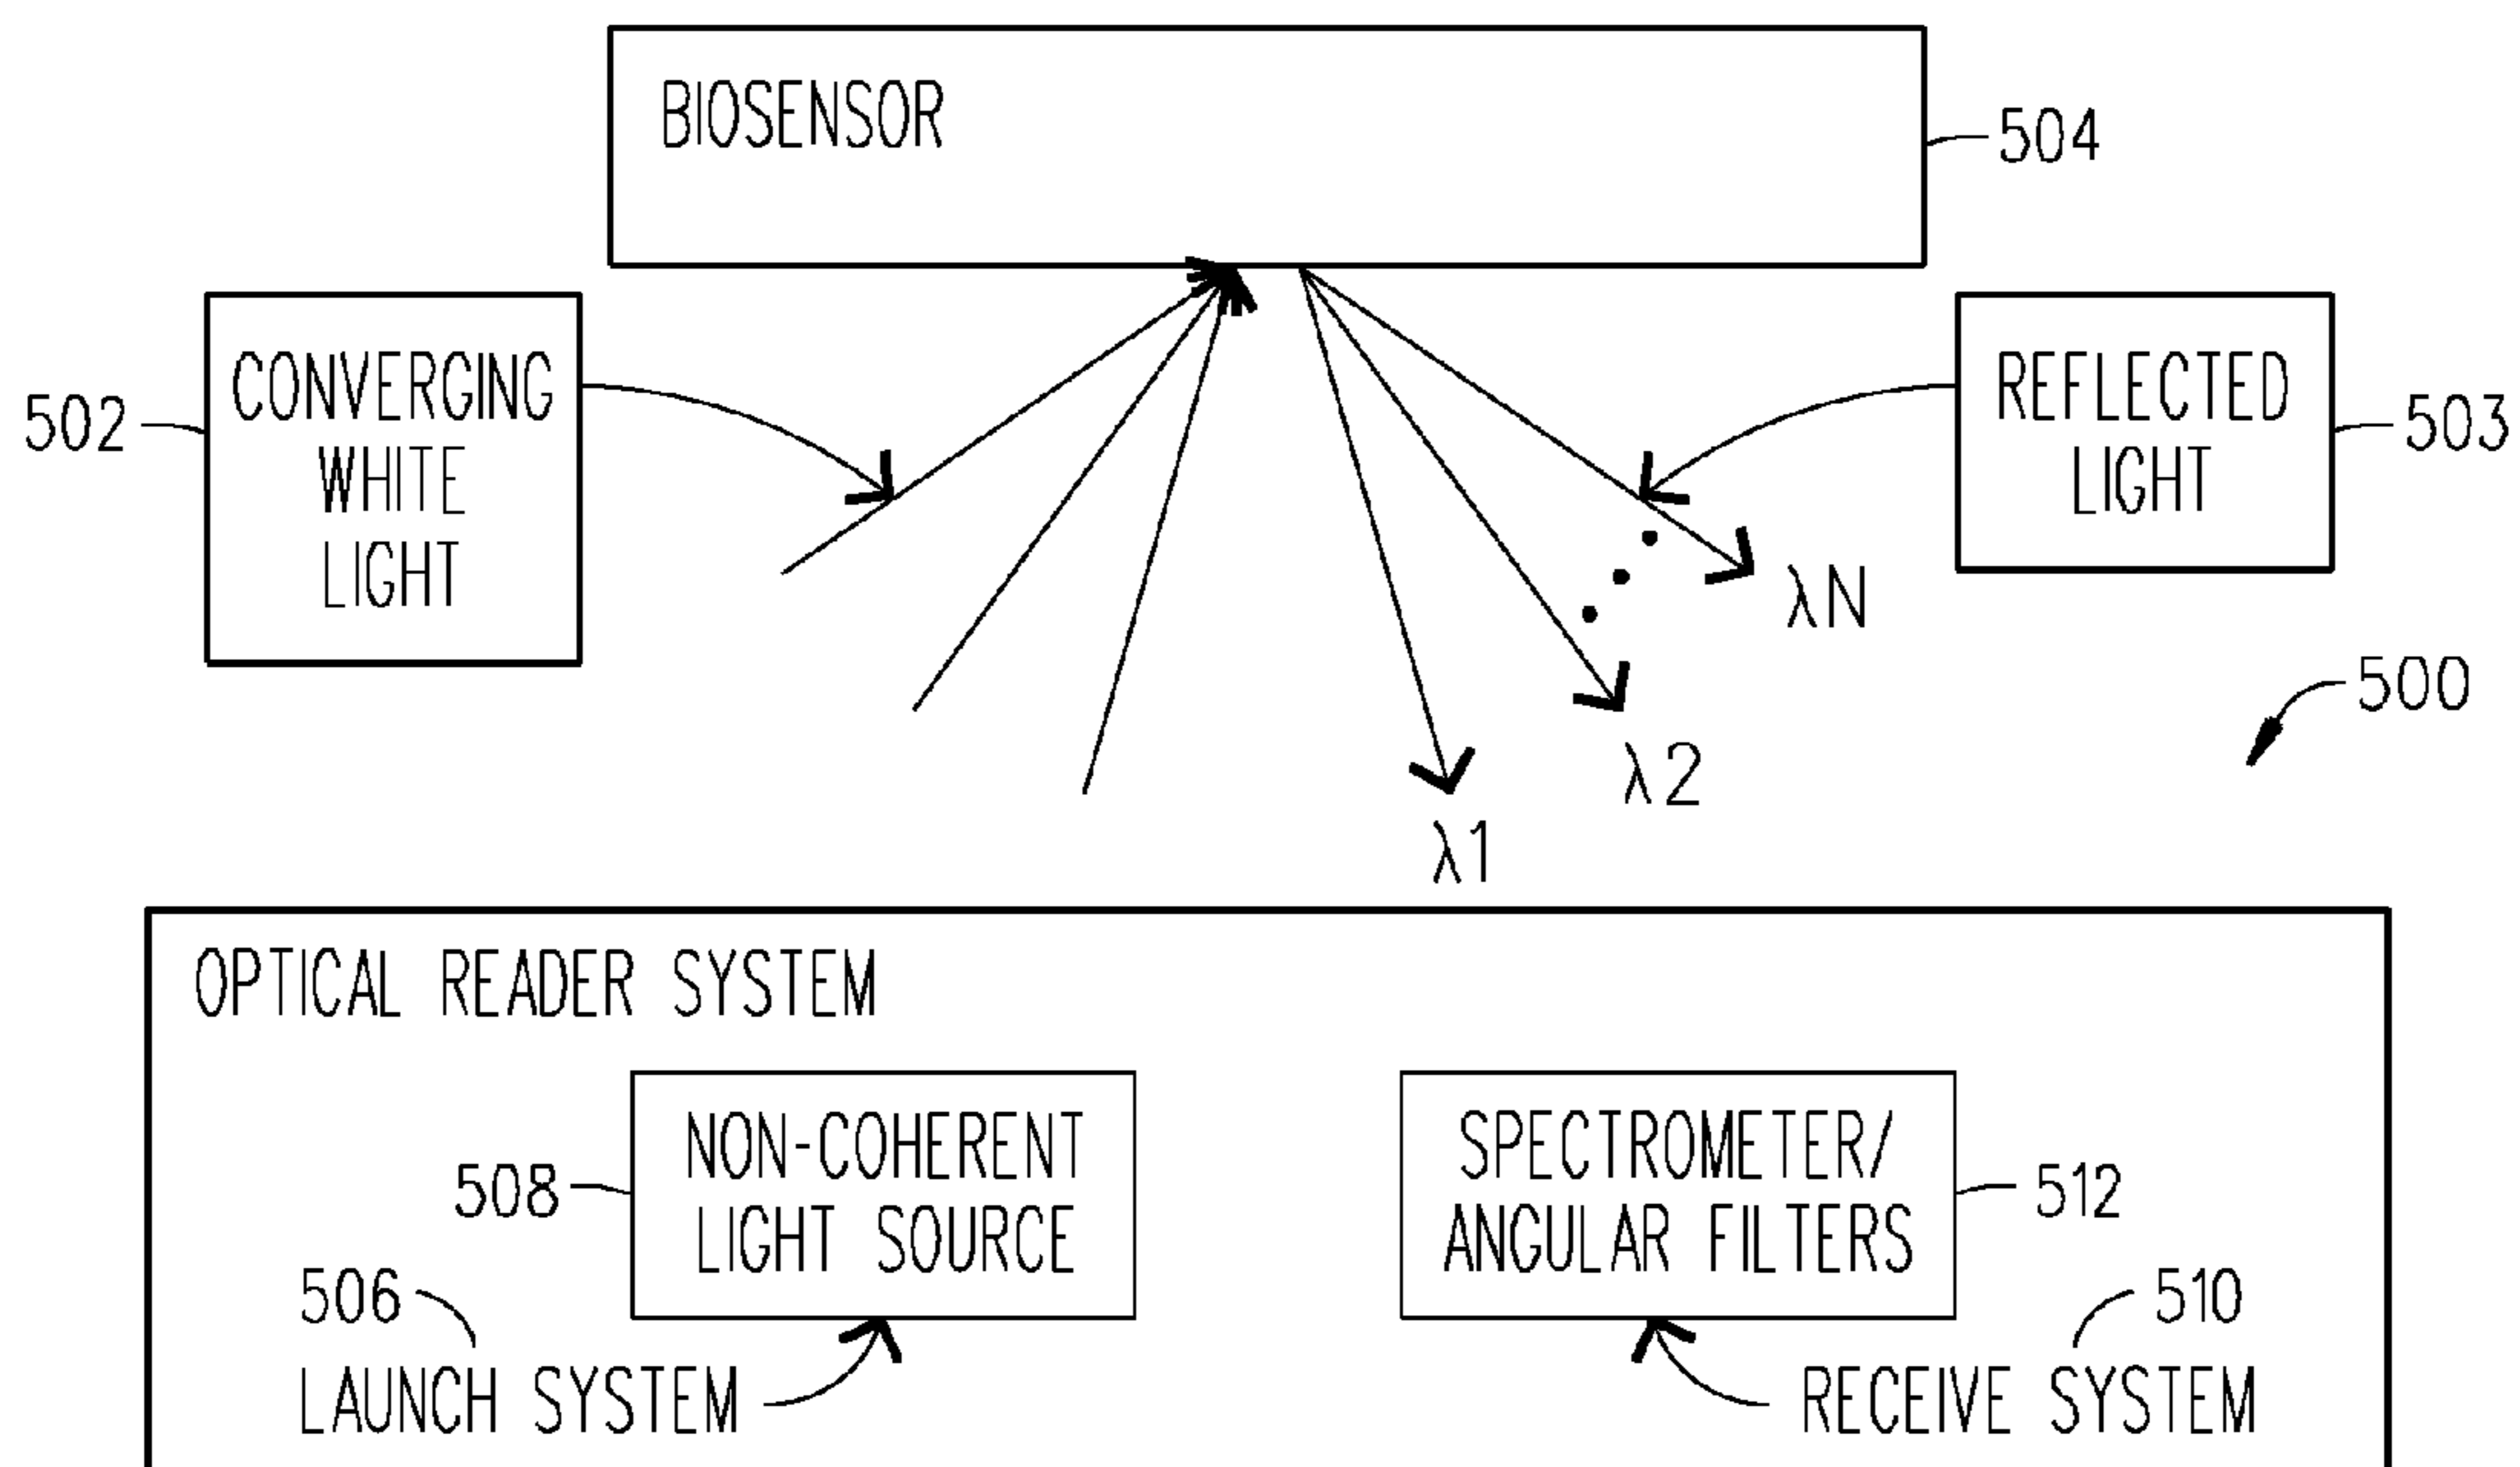 BIOSENSOR
504
502
CONVERGING
WHITE
LIGHT
REFLECTED
LIGHT
503
λN
λ2
λ1
500
OPTICAL READER SYSTEM
508
NON-COHERENT
LIGHT SOURCE
SPECTROMETER/
ANGULAR FILTERS
512
506
LAUNCH SYSTEM
510
RECEIVE SYSTEM